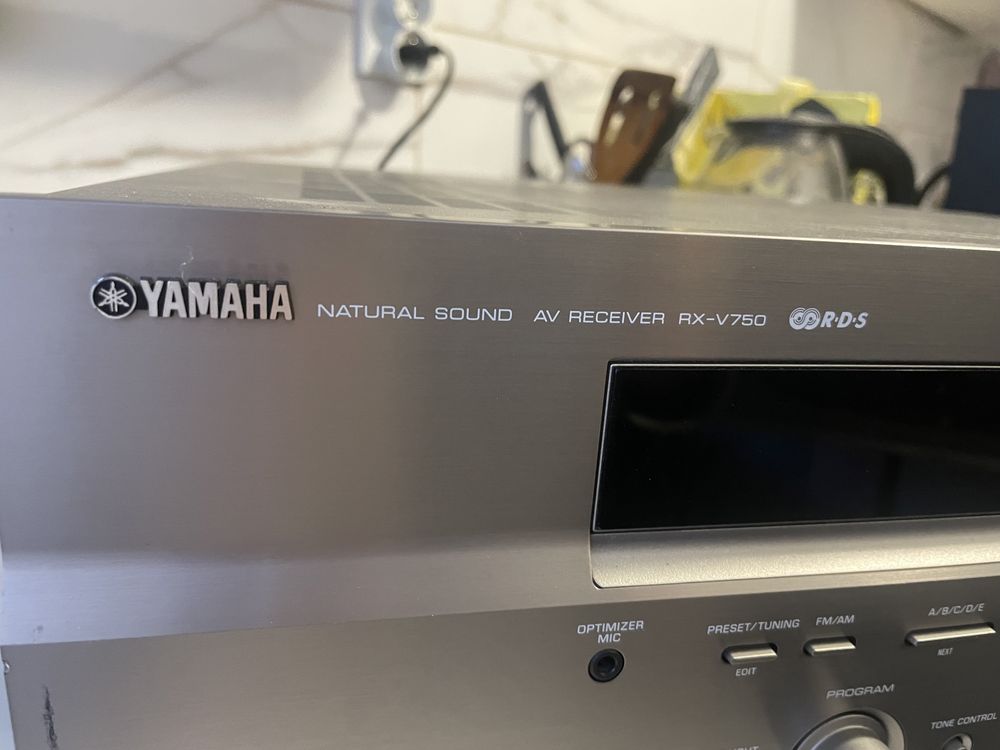 YAMAHA NATURAL SOUND AV RECEIVER RX-V750 R·D·S
OPTIMIZER
MIC
PRESET/TUNING
EDIT
FM/AM
A/B/C/D/E
NEXT
PROGRAM
TONE CONTROL